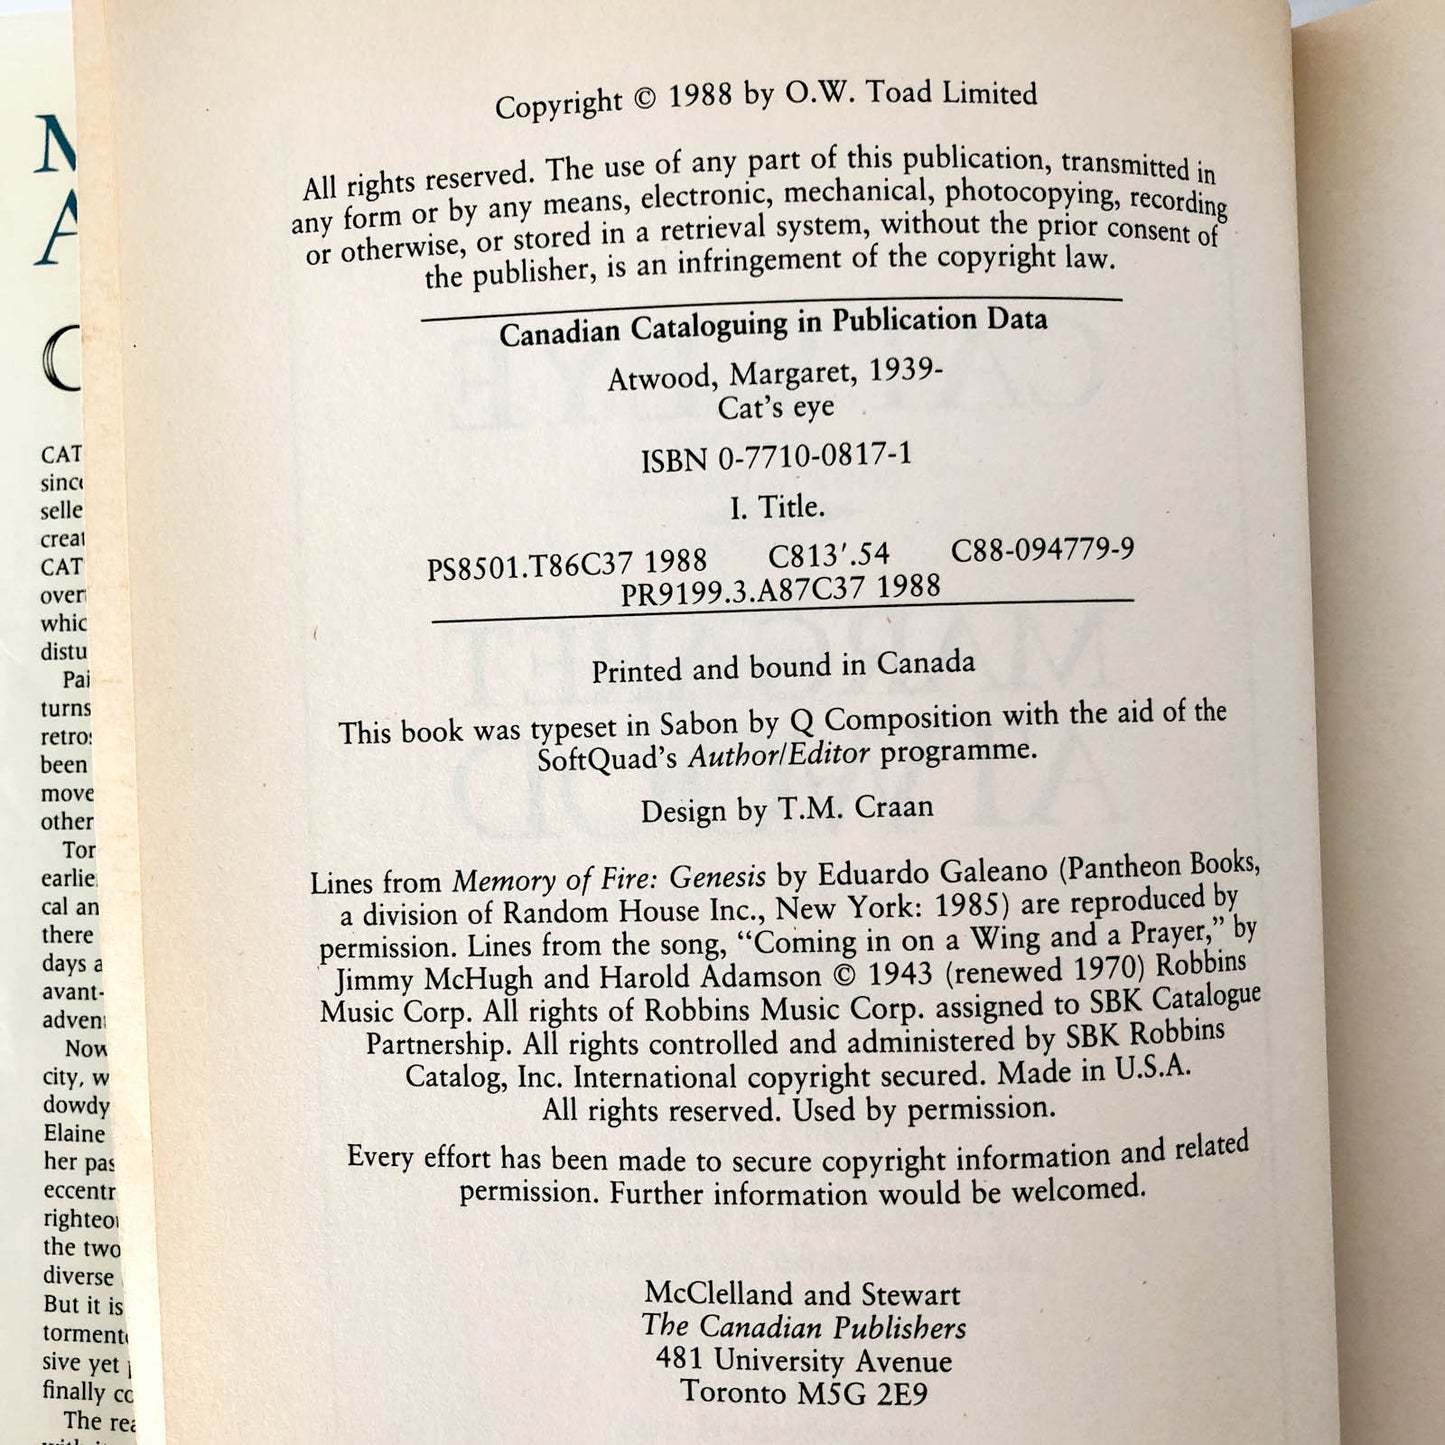 M
A
C
CAT
since
selle
creat
CAT
over
whic
distu
Pai
turns
retros
been
move
other
Tor
earlie
cal an
there
days a
avant-
advent
Now
city, w
dowdy
Elaine
her pas
eccentr
righteou
the two
diverse
But it is
torment
sive yet
finally co
The rea
Copyright © 1988 by O.W. Toad Limited
All rights reserved. The use of any part of this publication, transmitted in
any form or by any means, electronic, mechanical, photocopying, recording
or otherwise, or stored in a retrieval system, without the prior consent of
the publisher, is an infringement of the copyright law.
Canadian Cataloguing in Publication Data
Atwood, Margaret, 1939-
Cat's eye
ISBN 0-7710-0817-1
I. Title.
PS8501.T86C37 1988 C813′.54 C88-094779-9
PR9199.3.A87C37 1988
Printed and bound in Canada
This book was typeset in Sabon by Q Composition with the aid of the
SoftQuad's Author/Editor programme.
Design by T.M. Craan
Lines from Memory of Fire: Genesis by Eduardo Galeano (Pantheon Books,
a division of Random House Inc., New York: 1985) are reproduced by
permission. Lines from the song, “Coming in on a Wing and a Prayer,” by
Jimmy McHugh and Harold Adamson © 1943 (renewed 1970) Robbins
Music Corp. All rights of Robbins Music Corp. assigned to SBK Catalogue
Partnership. All rights controlled and administered by SBK Robbins
Catalog, Inc. International copyright secured. Made in U.S.A.
All rights reserved. Used by permission.
Every effort has been made to secure copyright information and related
permission. Further information would be welcomed.
McClelland and Stewart
The Canadian Publishers
481 University Avenue
Toronto M5G 2E9